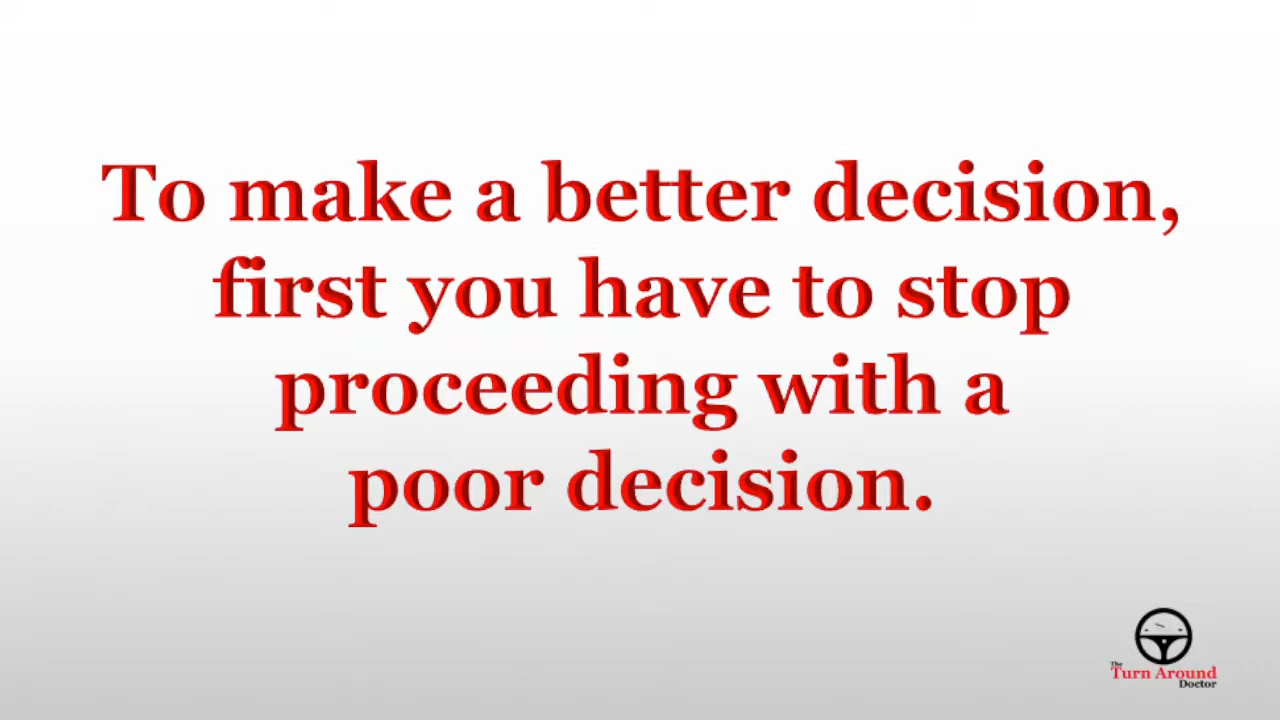 To make a better decision,
first you have to stop
proceeding with a
poor decision.
The
Turn Around
Doctor